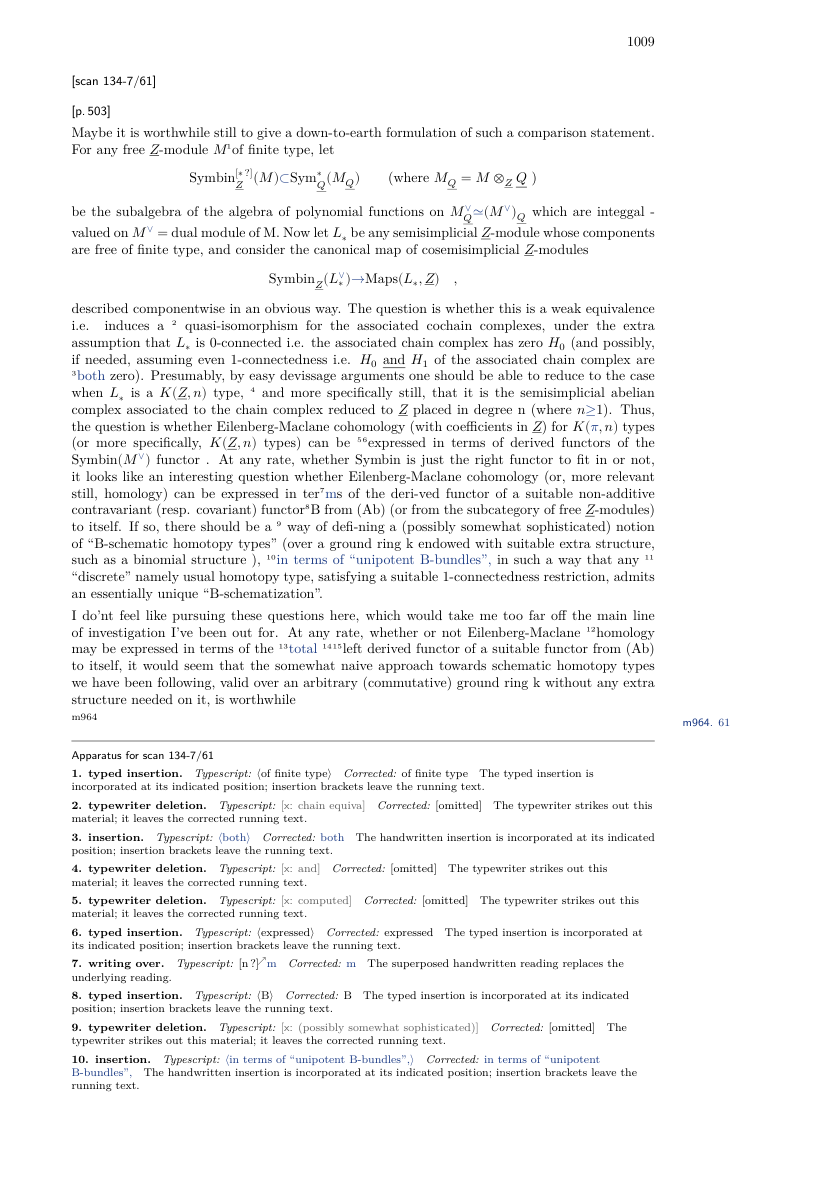 1009
[scan 134-7/61]
[p. 503]
Maybe it is worthwhile still to give a down-to-earth formulation of such a comparison statement.
For any free Z-module M¹of finite type, let
Symbin_Z^[* ?](M)⊂Sym*_Q(M_Q) (where M_Q = M ⊗_Z Q )
be the subalgebra of the algebra of polynomial functions on M^∨_Q≃(M^∨)_Q which are integgal -
valued on M^∨ = dual module of M. Now let L_* be any semisimplicial Z-module whose components
are free of finite type, and consider the canonical map of cosemisimplicial Z-modules
Symbin_Z(L^∨_*)→Maps(L_*, Z) ,
described componentwise in an obvious way. The question is whether this is a weak equivalence
i.e. induces a ² quasi-isomorphism for the associated cochain complexes, under the extra
assumption that L_* is 0-connected i.e. the associated chain complex has zero H_0 (and possibly,
if needed, assuming even 1-connectedness i.e. H_0 and H_1 of the associated chain complex are
³both zero). Presumably, by easy devissage arguments one should be able to reduce to the case
when L_* is a K(Z, n) type, ⁴ and more specifically still, that it is the semisimplicial abelian
complex associated to the chain complex reduced to Z placed in degree n (where n≥1). Thus,
the question is whether Eilenberg-Maclane cohomology (with coefficients in Z) for K(π, n) types
(or more specifically, K(Z, n) types) can be ⁵⁶expressed in terms of derived functors of the
Symbin(M^∨) functor . At any rate, whether Symbin is just the right functor to fit in or not,
it looks like an interesting question whether Eilenberg-Maclane cohomology (or, more relevant
still, homology) can be expressed in ter⁷ms of the deri-ved functor of a suitable non-additive
contravariant (resp. covariant) functor⁸B from (Ab) (or from the subcategory of free Z-modules)
to itself. If so, there should be a ⁹ way of defi-ning a (possibly somewhat sophisticated) notion
of “B-schematic homotopy types” (over a ground ring k endowed with suitable extra structure,
such as a binomial structure ), ¹⁰in terms of “unipotent B-bundles”, in such a way that any ¹¹
“discrete” namely usual homotopy type, satisfying a suitable 1-connectedness restriction, admits
an essentially unique “B-schematization”.
I do'nt feel like pursuing these questions here, which would take me too far off the main line
of investigation I've been out for. At any rate, whether or not Eilenberg-Maclane ¹²homology
may be expressed in terms of the ¹³total ¹⁴¹⁵left derived functor of a suitable functor from (Ab)
to itself, it would seem that the somewhat naive approach towards schematic homotopy types
we have been following, valid over an arbitrary (commutative) ground ring k without any extra
structure needed on it, is worthwhile
m964
m964. 61
Apparatus for scan 134-7/61
1. typed insertion. Typescript: ⟨of finite type⟩ Corrected: of finite type The typed insertion is
incorporated at its indicated position; insertion brackets leave the running text.
2. typewriter deletion. Typescript: [x: chain equiva] Corrected: [omitted] The typewriter strikes out this
material; it leaves the corrected running text.
3. insertion. Typescript: ⟨both⟩ Corrected: both The handwritten insertion is incorporated at its indicated
position; insertion brackets leave the running text.
4. typewriter deletion. Typescript: [x: and] Corrected: [omitted] The typewriter strikes out this
material; it leaves the corrected running text.
5. typewriter deletion. Typescript: [x: computed] Corrected: [omitted] The typewriter strikes out this
material; it leaves the corrected running text.
6. typed insertion. Typescript: ⟨expressed⟩ Corrected: expressed The typed insertion is incorporated at
its indicated position; insertion brackets leave the running text.
7. writing over. Typescript: [n ?]↗m Corrected: m The superposed handwritten reading replaces the
underlying reading.
8. typed insertion. Typescript: ⟨B⟩ Corrected: B The typed insertion is incorporated at its indicated
position; insertion brackets leave the running text.
9. typewriter deletion. Typescript: [x: (possibly somewhat sophisticated)] Corrected: [omitted] The
typewriter strikes out this material; it leaves the corrected running text.
10. insertion. Typescript: ⟨in terms of “unipotent B-bundles”,⟩ Corrected: in terms of “unipotent
B-bundles”, The handwritten insertion is incorporated at its indicated position; insertion brackets leave the
running text.